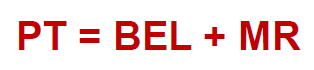 PT = BEL + MR